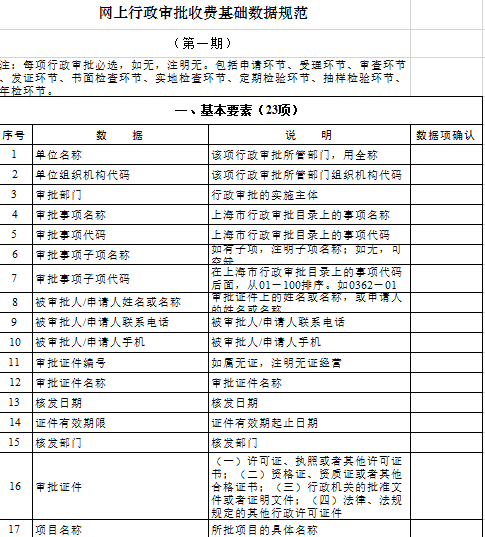 网上行政审批收费基础数据规范
（第一期）
注：每项行政审批必选，如无，注明无。包括申请环节、受理环节、审查环节
、发证环节、书面检查环节、实地检查环节、定期检验环节、抽样检验环节、
年检环节。
一、基本要素（23项）
序号 数　据 说　明 数据项确认
1 单位名称 该项行政审批所管部门，用全称
2 单位组织机构代码 该项行政审批所管部门组织机构代码
3 审批部门 行政审批的实施主体
4 审批事项名称 上海市行政审批目录上的事项名称
5 审批事项代码 上海市行政审批目录上的事项代码
6 审批事项子项名称 如有子项，注明子项名称；如无，可
空号
7 审批事项子项代码 在上海市行政审批目录上的事项代码
后面，从01－100排序。如0362－01
8 被审批人/申请人姓名或名称 审批证件上的姓名或名称，或申请人
的姓名或名称
9 被审批人/申请人联系电话 被审批人/申请人联系电话
10 被审批人/申请人手机 被审批人/申请人手机
11 审批证件编号 如属无证，注明无证经营
12 审批证件名称 审批证件名称
13 核发日期 核发日期
14 证件有效期限 证件有效期起止日期
15 核发部门 核发部门
16 审批证件 （一）许可证、执照或者其他许可证
书；（二）资格证、资质证或者其他
合格证书；（三）行政机关的批准文
件或者证明文件；（四）法律、法规
规定的其他行政许可证件
17 项目名称 所批项目的具体名称